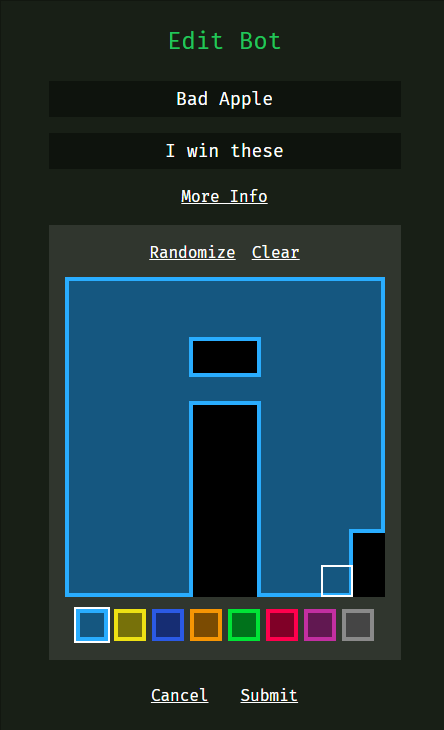 Edit Bot
Bad Apple
I win these
More Info
Randomize Clear
Cancel Submit